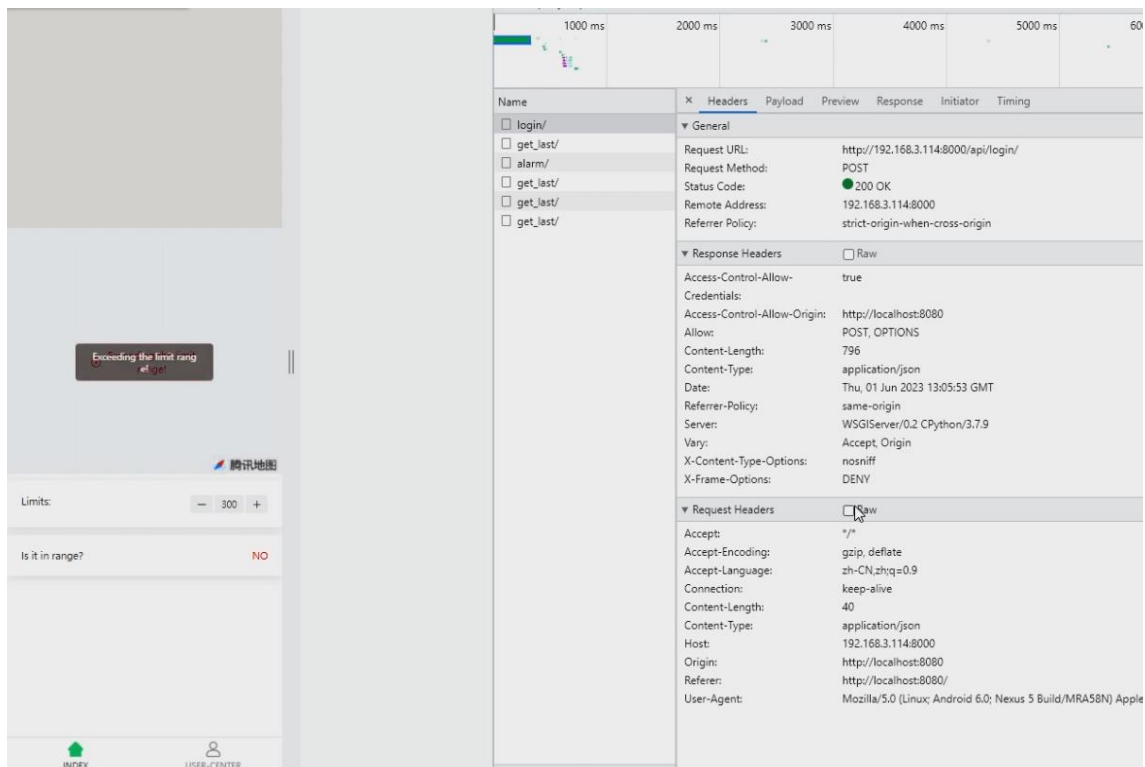 1000 ms
2000 ms
3000 ms
4000 ms
5000 ms
Name
login/
get_last/
alarm/
get_last/
get_last/
get_last/
× Headers Payload Preview Response Initiator Timing
▼ General
Request URL: http://192.168.3.114:8000/api/login/
Request Method: POST
Status Code: 200 OK
Remote Address: 192.168.3.114:8000
Referrer Policy: strict-origin-when-cross-origin
▼ Response Headers Raw
Access-Control-Allow- true
Credentials:
Access-Control-Allow-Origin: http://localhost:8080
Allow: POST, OPTIONS
Content-Length: 796
Content-Type: application/json
Date: Thu, 01 Jun 2023 13:05:53 GMT
Referrer-Policy: same-origin
Server: WSGIServer/0.2 CPython/3.7.9
Vary: Accept, Origin
X-Content-Type-Options: nosniff
X-Frame-Options: DENY
▼ Request Headers Raw
Accept: */*
Accept-Encoding: gzip, deflate
Accept-Language: zh-CN,zh;q=0.9
Connection: keep-alive
Content-Length: 40
Content-Type: application/json
Host: 192.168.3.114:8000
Origin: http://localhost:8080
Referer: http://localhost:8080/
User-Agent: Mozilla/5.0 (Linux; Android 6.0; Nexus 5 Build/MRA58N) Apple
Exceeding the limit rang
腾讯地图
Limits: − 300 +
Is it in range? NO
INDEX
USER-CENTER